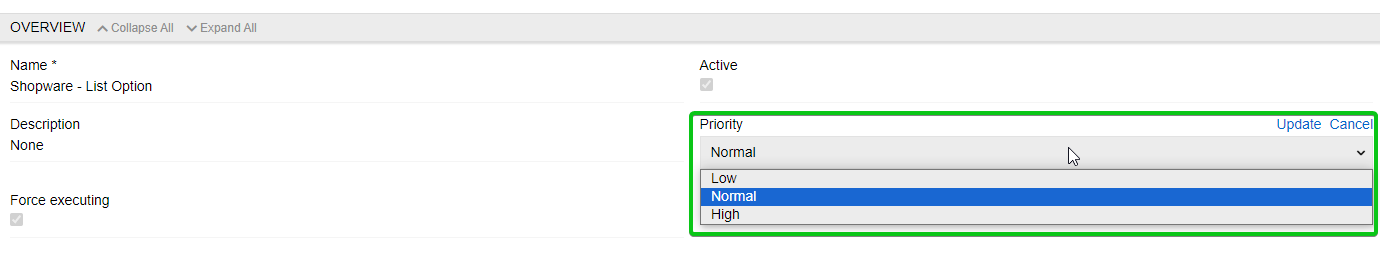 OVERVIEW Collapse All Expand All
Name *
Shopware - List Option
Active
Description
None
Priority Update Cancel
Normal
Low
Normal
High
Force executing